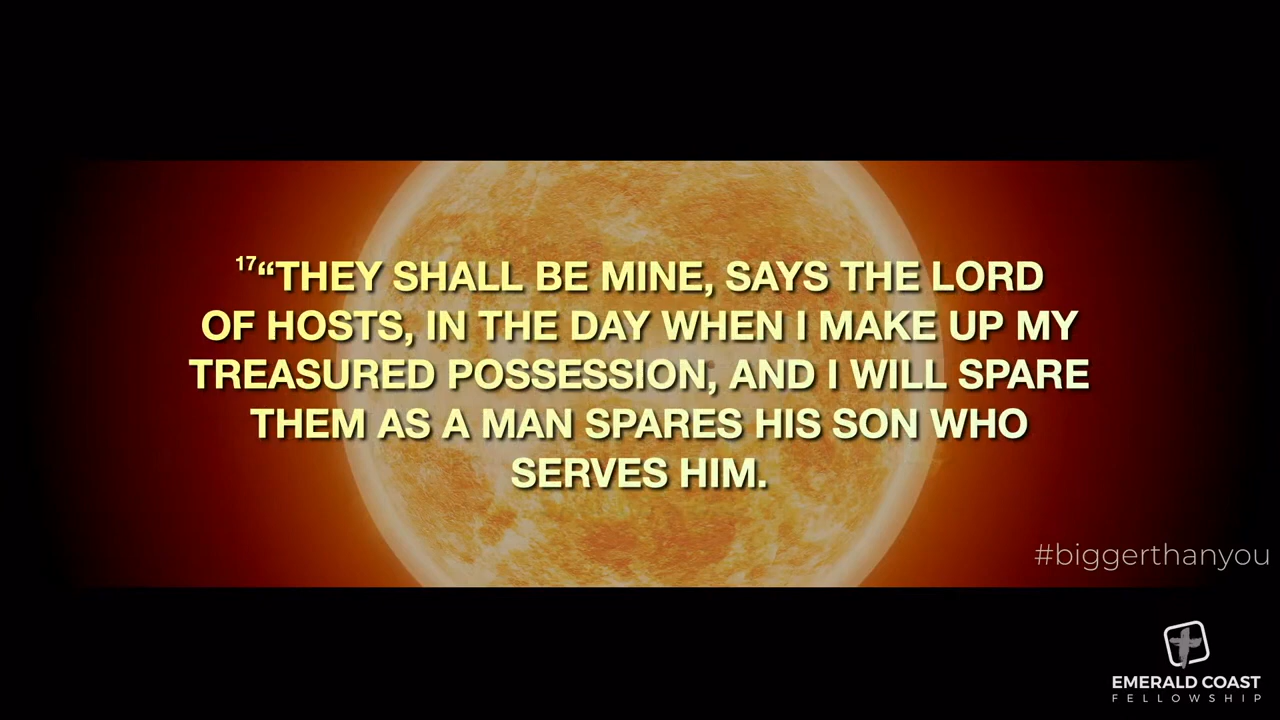 ¹⁷“THEY SHALL BE MINE, SAYS THE LORD
OF HOSTS, IN THE DAY WHEN I MAKE UP MY
TREASURED POSSESSION, AND I WILL SPARE
THEM AS A MAN SPARES HIS SON WHO
SERVES HIM.
#biggerthanyou
EMERALD COAST
FELLOWSHIP